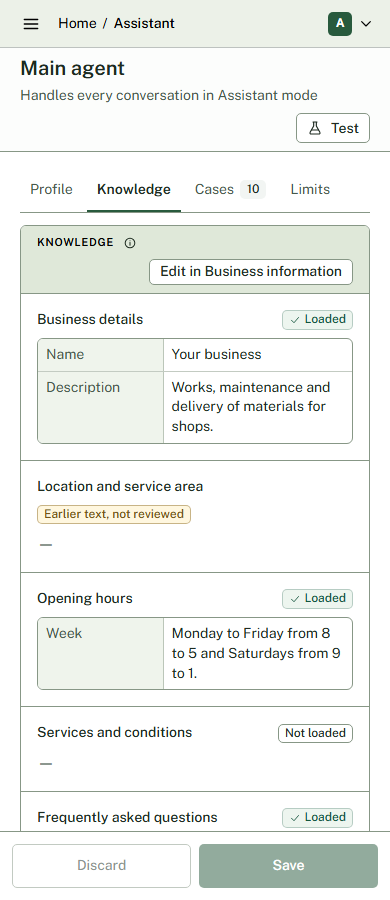 Home / Assistant
A
Main agent
Handles every conversation in Assistant mode
Test
Profile
Knowledge
Cases 10
Limits
KNOWLEDGE
Edit in Business information
Business details
Loaded
Name
Your business
Description
Works, maintenance and
delivery of materials for
shops.
Location and service area
Earlier text, not reviewed
—
Opening hours
Loaded
Week
Monday to Friday from 8
to 5 and Saturdays from 9
to 1.
Services and conditions
Not loaded
—
Frequently asked questions
Loaded
Discard
Save